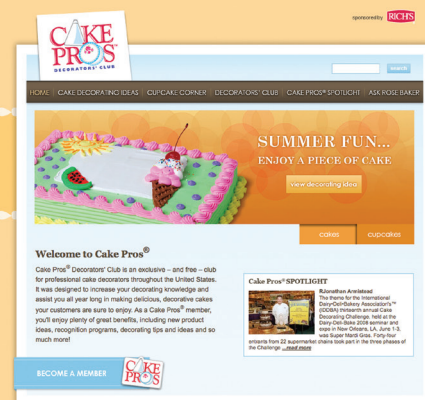 sponsored by RICH'S
CAKE
PROS™
DECORATORS' CLUB
search
HOME | CAKE DECORATING IDEAS | CUPCAKE CORNER | DECORATORS' CLUB | CAKE PROS® SPOTLIGHT | ASK ROSE BAKER
SUMMER FUN...
ENJOY A PIECE OF CAKE
view decorating idea
cakes cupcakes
Welcome to Cake Pros®
Cake Pros® Decorators' Club is an exclusive – and free – club
for professional cake decorators throughout the United States.
It was designed to increase your decorating knowledge and
assist you all year long in making delicious, decorative cakes
your customers are sure to enjoy. As a Cake Pros® member,
you'll enjoy plenty of great benefits, including new product
ideas, recognition programs, decorating tips and ideas and so
much more!
Cake Pros® SPOTLIGHT
RJonathon Armistead
The theme for the International
Dairy-Deli-Bakery Association's™
(IDDBA) thirteenth annual Cake
Decorating Challenge, held at the
Dairy-Deli-Bake 2008 seminar and
expo in New Orleans, LA, June 1-3,
was Super Mardi Gras. Forty-four
entrants from 22 supermarket chains took part in the three phases of
the Challenge ...read more
BECOME A MEMBER
CAKE
PROS